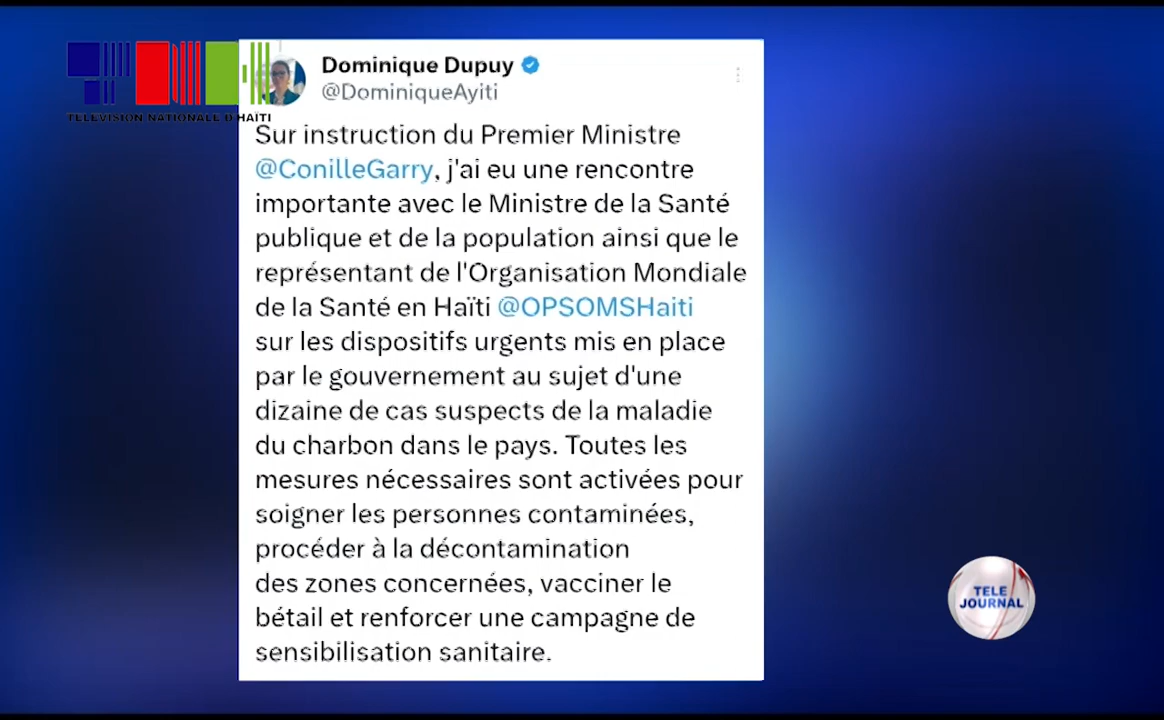 TELEVISION NATIONALE D'HAITI
Dominique Dupuy
@DominiqueAyiti
Sur instruction du Premier Ministre
@ConilleGarry, j'ai eu une rencontre
importante avec le Ministre de la Santé
publique et de la population ainsi que le
représentant de l'Organisation Mondiale
de la Santé en Haïti @OPSOMSHaiti
sur les dispositifs urgents mis en place
par le gouvernement au sujet d'une
dizaine de cas suspects de la maladie
du charbon dans le pays. Toutes les
mesures nécessaires sont activées pour
soigner les personnes contaminées,
procéder à la décontamination
des zones concernées, vacciner le
bétail et renforcer une campagne de
sensibilisation sanitaire.
TELE
JOURNAL